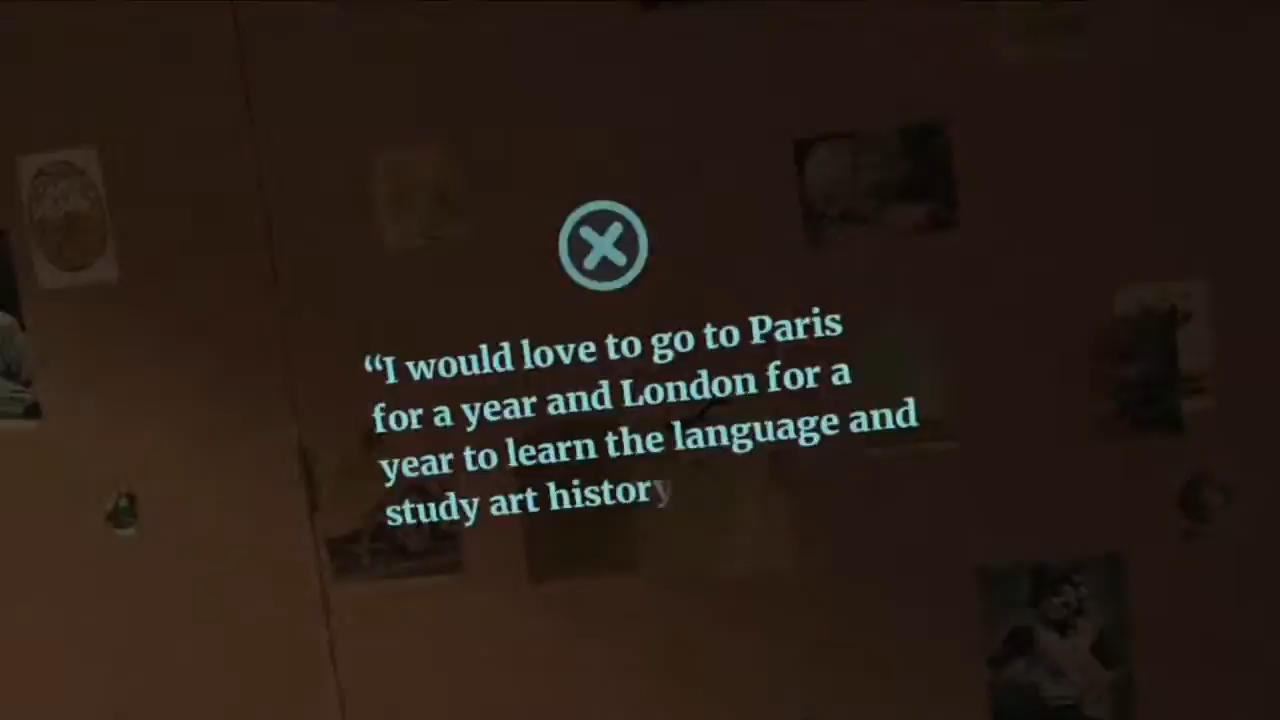 “I would love to go to Paris
for a year and London for a
year to learn the language and
study art history